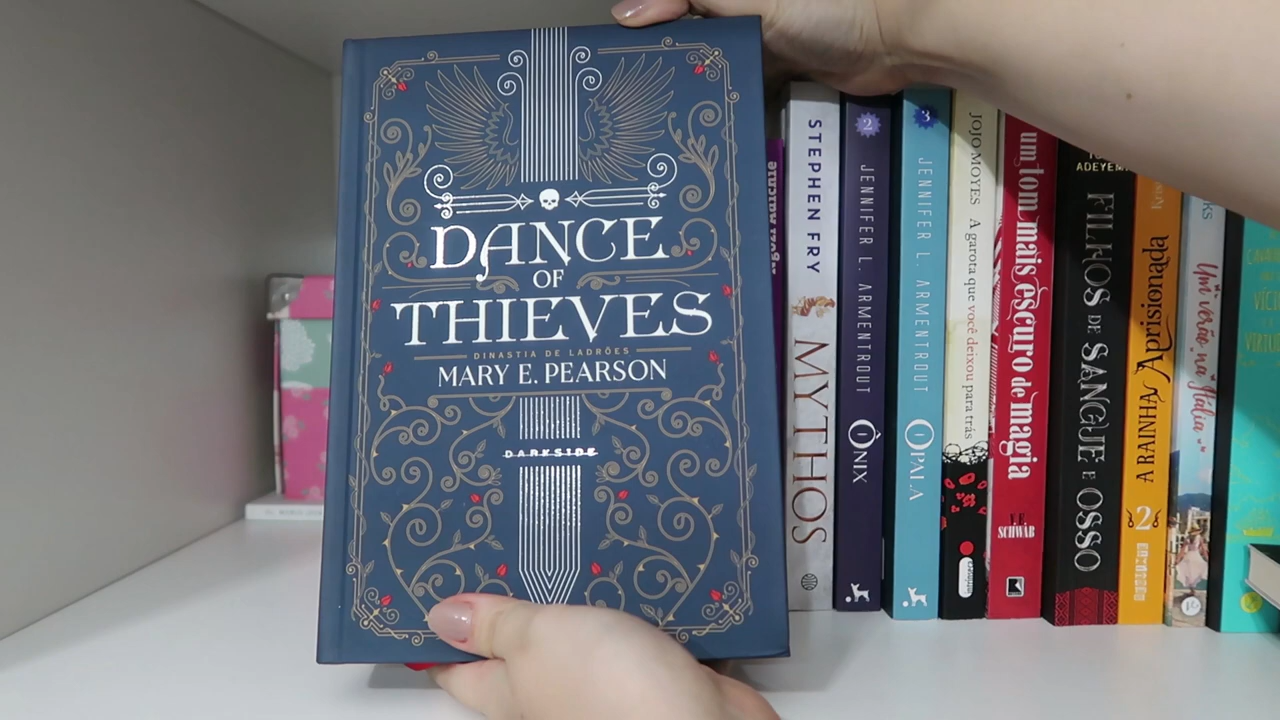 DANCE
OF
THIEVES
DINASTIA DE LADRÕES
MARY E. PEARSON
DARKSIDE
STEPHEN FRY
MYTHOS
2
JENNIFER L. ARMENTROUT
ÔNIX
3
JENNIFER L. ARMENTROUT
OPALA
JOJO MOYES
A garota que você deixou para trás
um tom mais escuro de magia
V. E.
SCHWAB
ADEYEMI
FILHOS DE SANGUE E OSSO
A RAINHA Aprisionada
2
Um verão na Itália